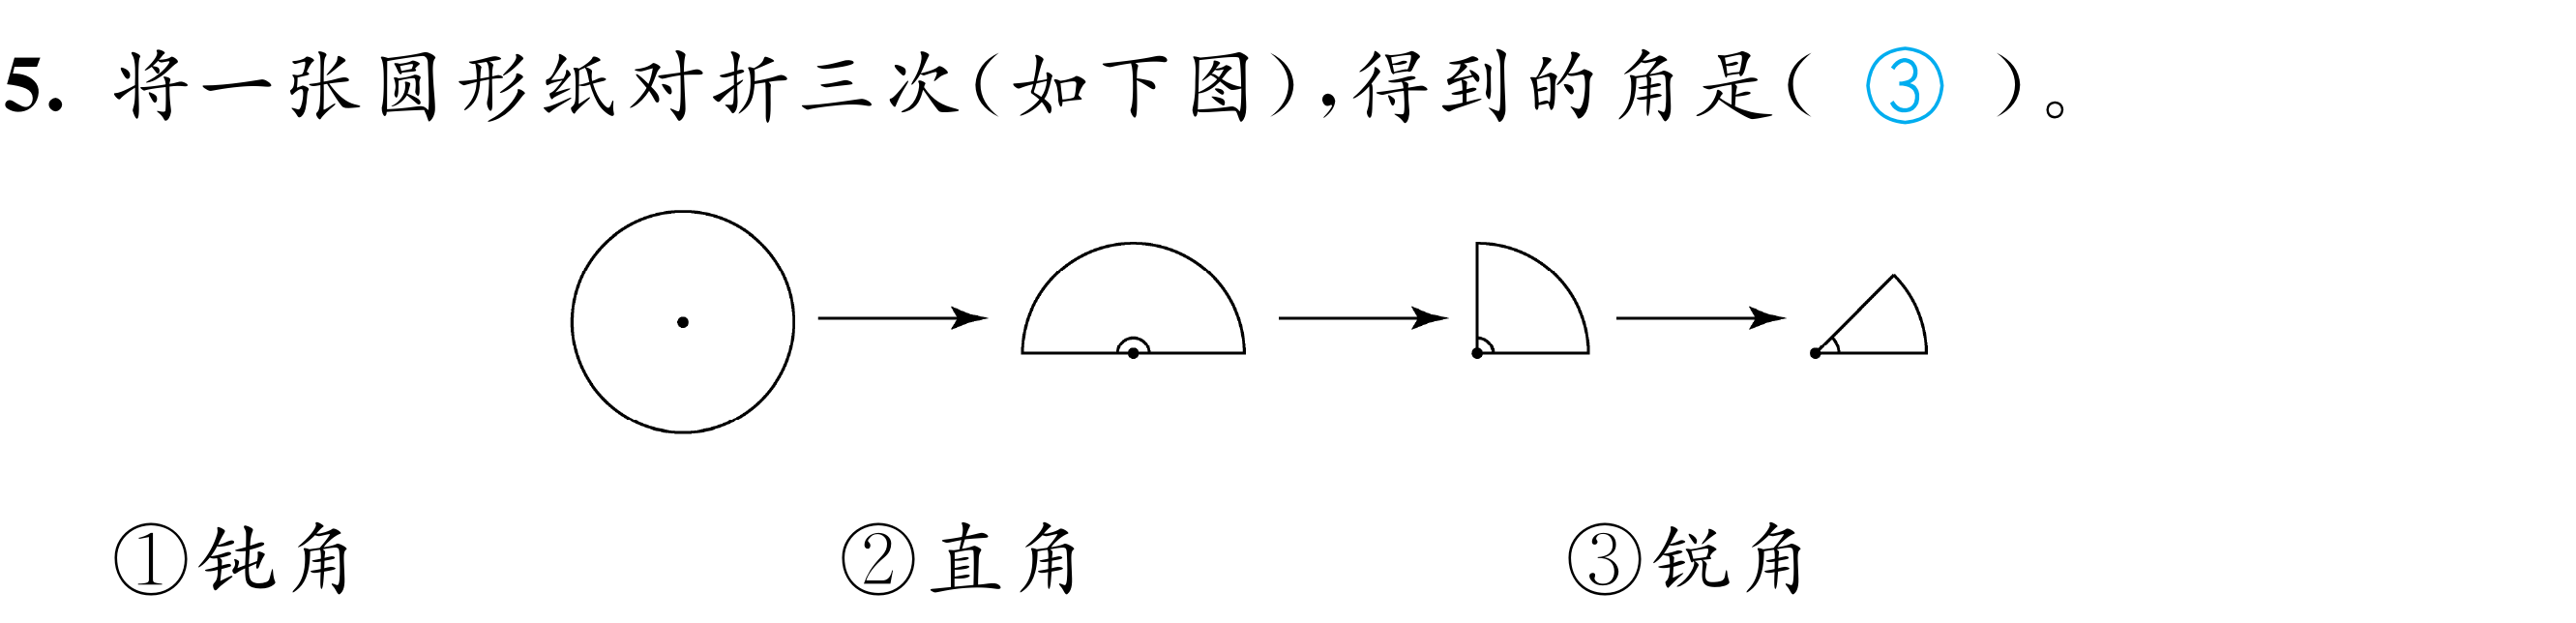 5. 将一张圆形纸对折三次(如下图),得到的角是( ③ )。
①钝角 ②直角 ③锐角